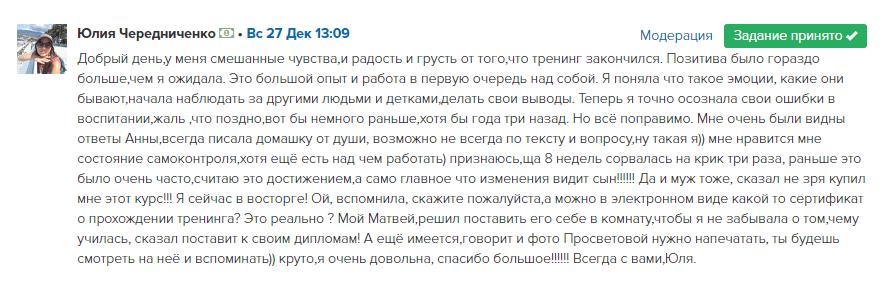 Юлия Чередниченко • Вс 27 Дек 13:09
Модерация
Задание принято
Добрый день,у меня смешанные чувства,и радость и грусть от того,что тренинг закончился. Позитива было гораздо
больше,чем я ожидала. Это большой опыт и работа в первую очередь над собой. Я поняла что такое эмоции, какие они
бывают,начала наблюдать за другими людьми и детками,делать свои выводы. Теперь я точно осознала свои ошибки в
воспитании,жаль ,что поздно,вот бы немного раньше,хотя бы года три назад. Но всё поправимо. Мне очень были видны
ответы Анны,всегда писала домашку от души, возможно не всегда по тексту и вопросу,ну такая я)) мне нравится мне
состояние самоконтроля,хотя ещё есть над чем работать) признаюсь,ща 8 недель сорвалась на крик три раза, раньше это
было очень часто,считаю это достижением,а само главное что изменения видит сын!!!!!! Да и муж тоже, сказал не зря купил
мне этот курс!!! Я сейчас в восторге! Ой, вспомнила, скажите пожалуйста,а можно в электронном виде какой то сертификат
о прохождении тренинга? Это реально ? Мой Матвей,решил поставить его себе в комнату,чтобы я не забывала о том,чему
училась, сказал поставит к своим дипломам! А ещё имеется,говорит и фото Просветовой нужно напечатать, ты будешь
смотреть на неё и вспоминать)) круто,я очень довольна, спасибо большое!!!!!! Всегда с вами,Юля.